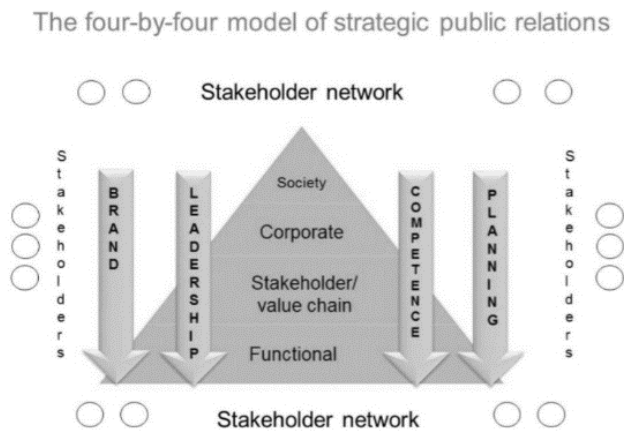 The four-by-four model of strategic public relations
Stakeholder network
Stakeholders
BRAND
LEADERSHIP
Society
Corporate
Stakeholder/
value chain
Functional
COMPETENCE
PLANNING
Stakeholders
Stakeholder network